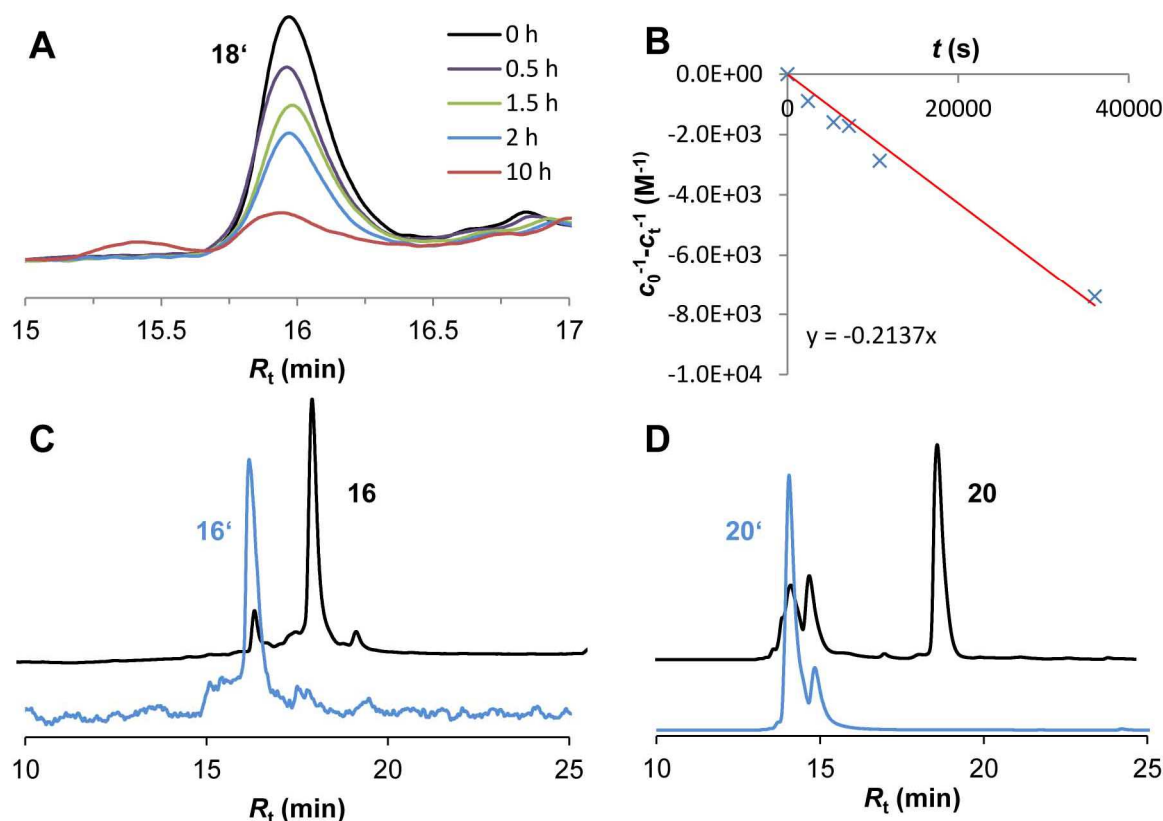 A
18‘
0 h
0.5 h
1.5 h
2 h
10 h
15
15.5
16
16.5
17
Rt (min)
B
t (s)
0.0E+00
0
20000
40000
-2.0E+03
-4.0E+03
-6.0E+03
-8.0E+03
-1.0E+04
c0-1-ct-1 (M-1)
y = -0.2137x
C
16
16‘
10
15
20
25
Rt (min)
D
20
20‘
10
15
20
25
Rt (min)